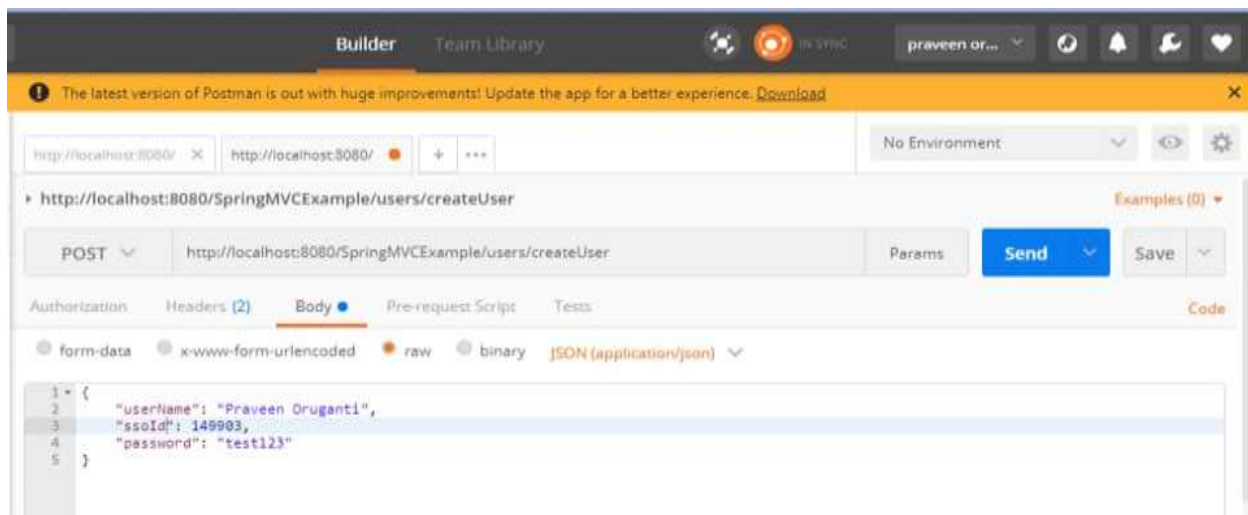 Builder Team Library IN SYNC praveen or...
The latest version of Postman is out with huge improvements! Update the app for a better experience. Download
http://localhost:8080/ http://localhost:8080/ + ••• No Environment
http://localhost:8080/SpringMVCExample/users/createUser Examples (0)
POST http://localhost:8080/SpringMVCExample/users/createUser Params Send Save
Authorization Headers (2) Body Pre-request Script Tests Code
form-data x-www-form-urlencoded raw binary JSON (application/json)
1 {
2 "userName": "Praveen Oruganti",
3 "ssoId": 149903,
4 "password": "test123"
5 }